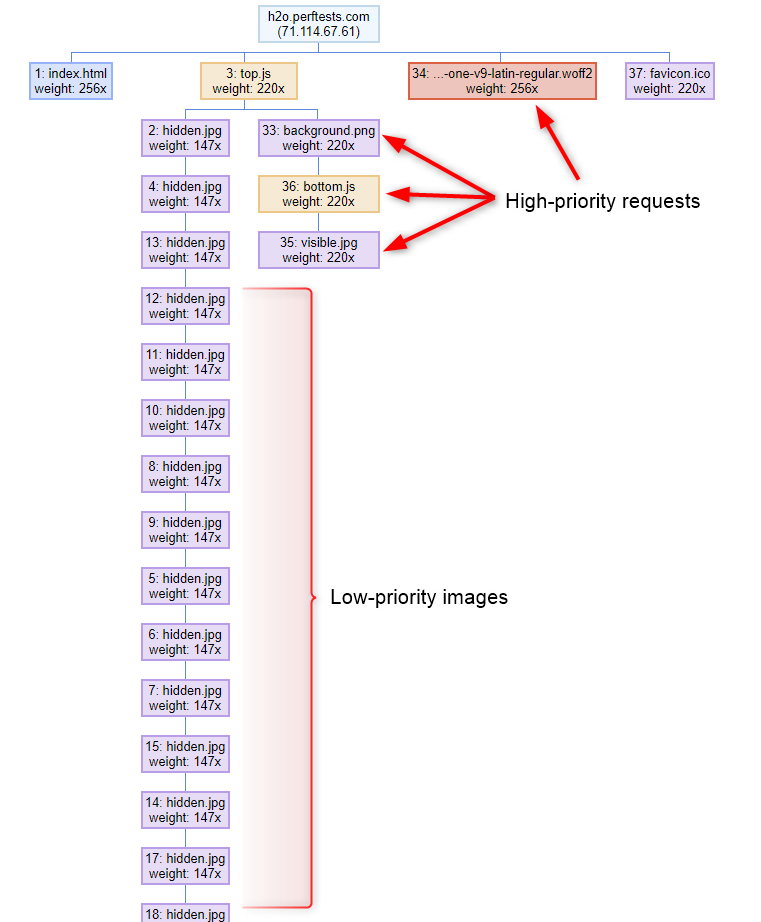 h2o.perftests.com
(71.114.67.61)
1: index.html
weight: 256x
3: top.js
weight: 220x
34: ...-one-v9-latin-regular.woff2
weight: 256x
37: favicon.ico
weight: 220x
2: hidden.jpg
weight: 147x
33: background.png
weight: 220x
4: hidden.jpg
weight: 147x
36: bottom.js
weight: 220x
High-priority requests
13: hidden.jpg
weight: 147x
35: visible.jpg
weight: 220x
12: hidden.jpg
weight: 147x
11: hidden.jpg
weight: 147x
10: hidden.jpg
weight: 147x
8: hidden.jpg
weight: 147x
9: hidden.jpg
weight: 147x
5: hidden.jpg
weight: 147x
Low-priority images
6: hidden.jpg
weight: 147x
7: hidden.jpg
weight: 147x
15: hidden.jpg
weight: 147x
14: hidden.jpg
weight: 147x
17: hidden.jpg
weight: 147x
18: hidden.jpg